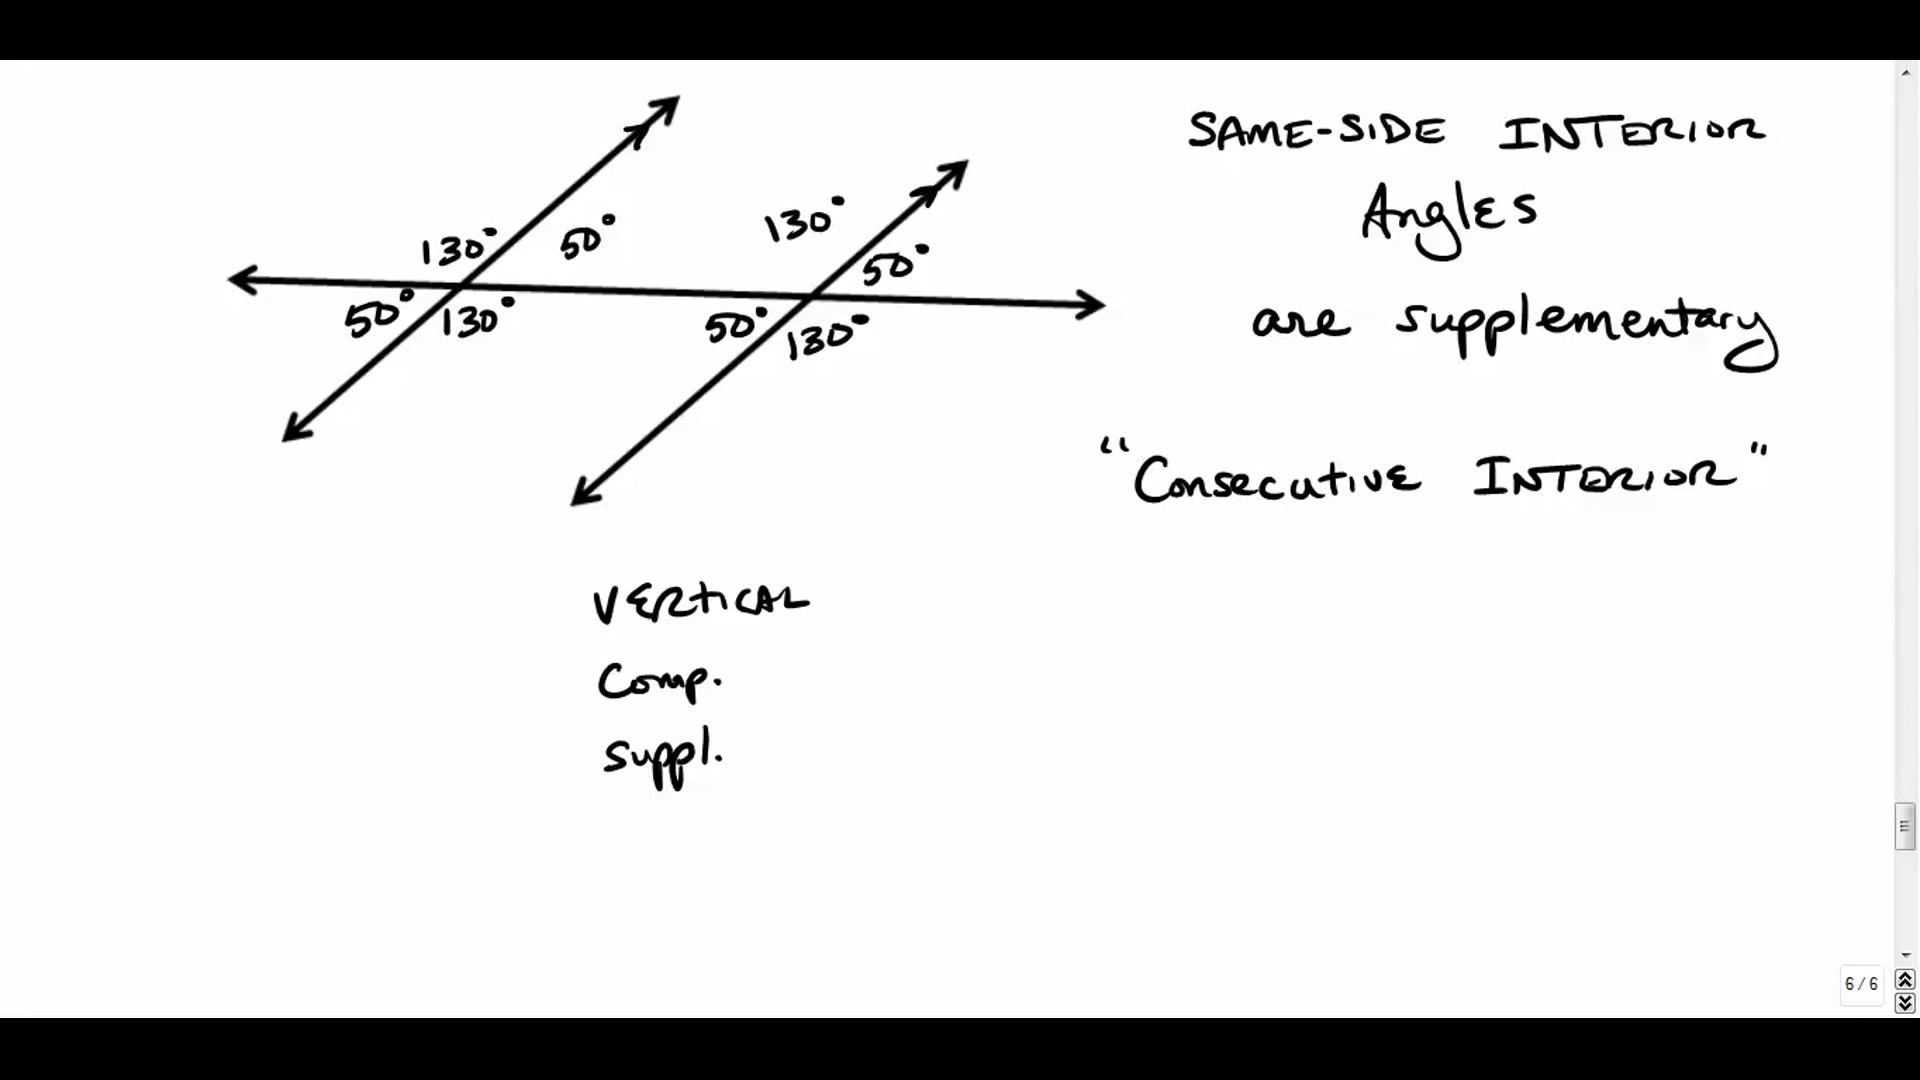 SAME-SIDE INTERIOR
Angles
are supplementary
"Consecutive INTERIOR"
130° 50° 130° 50°
50° 130° 50° 130°
VERTICAL
Comp.
Suppl.
6 / 6